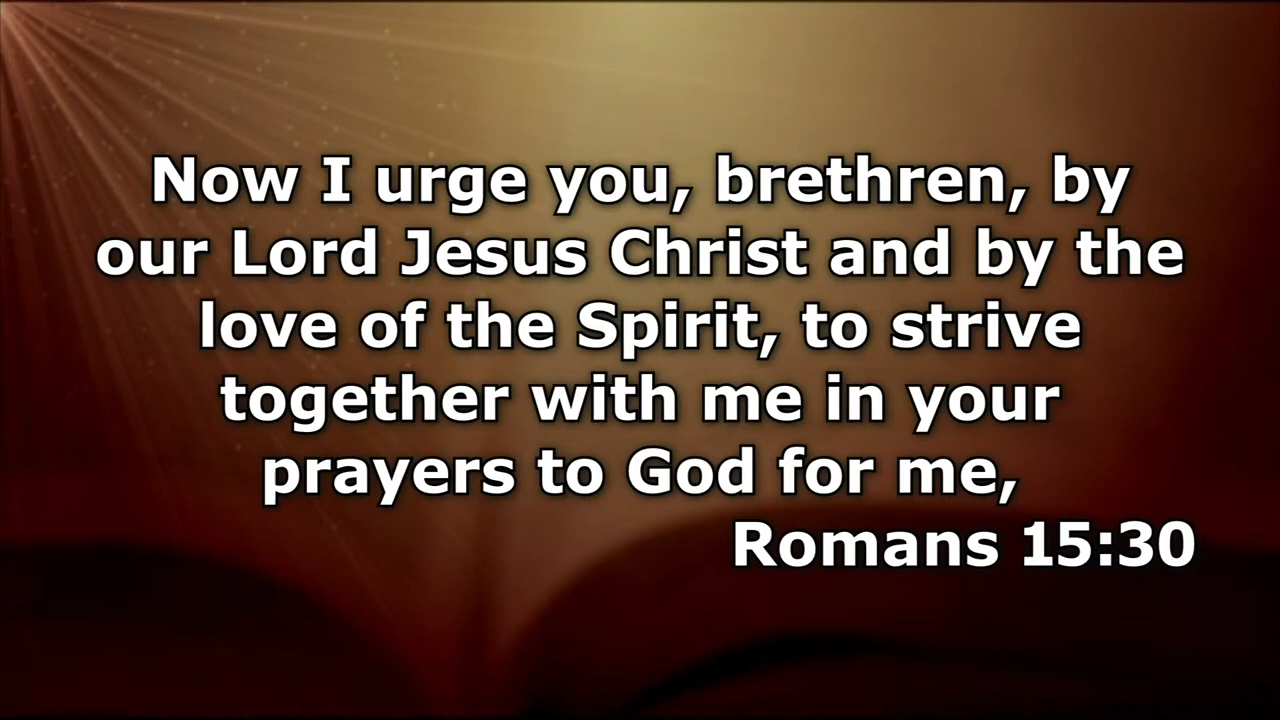 Now I urge you, brethren, by
our Lord Jesus Christ and by the
love of the Spirit, to strive
together with me in your
prayers to God for me,
Romans 15:30